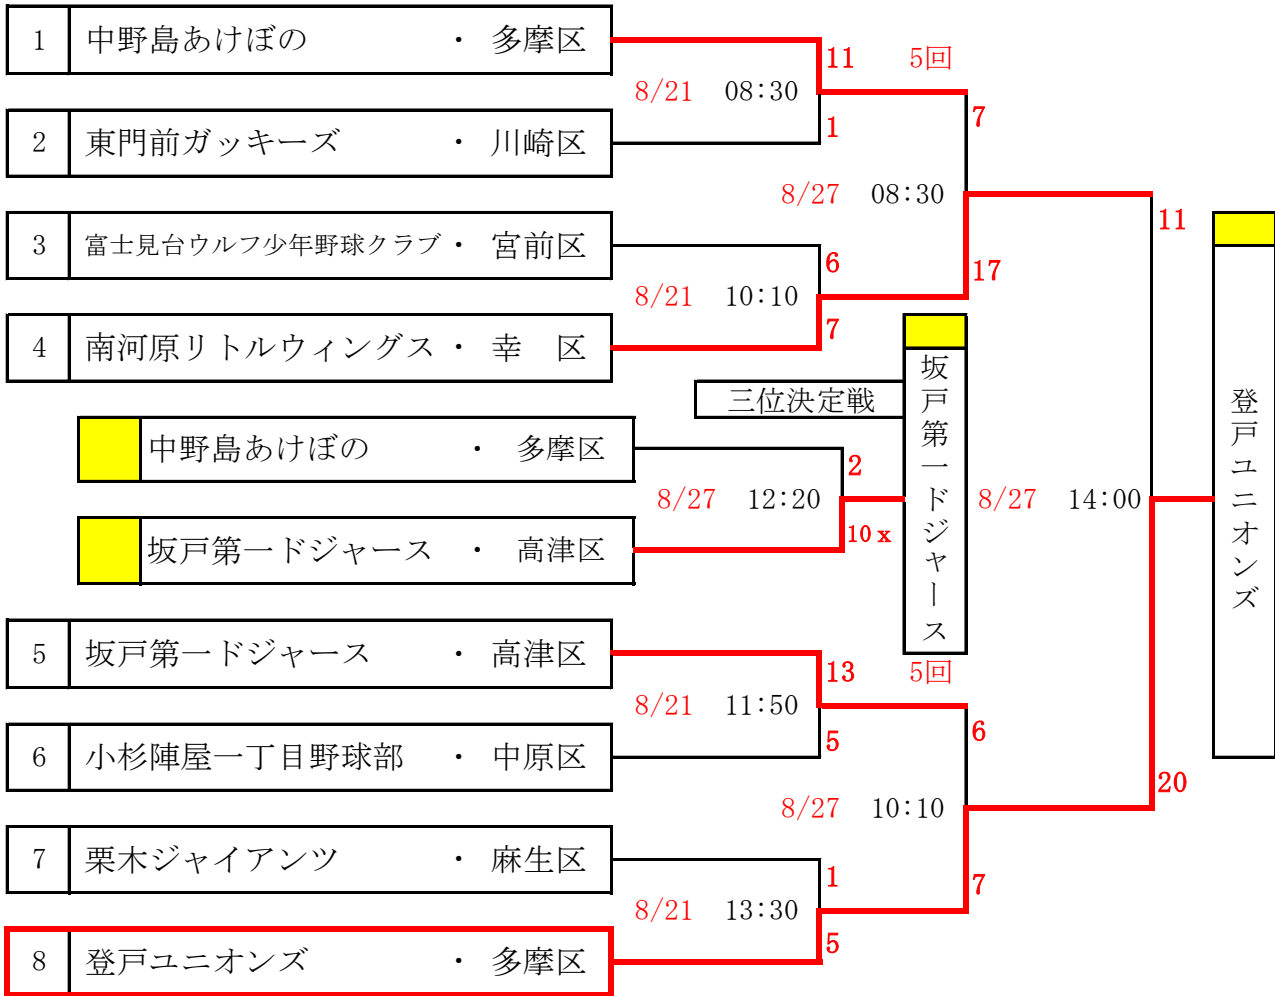 1 中野島あけぼの ・ 多摩区
11 5回
8/21 08:30
7
1
2 東門前ガッキーズ ・ 川崎区
8/27 08:30
11
3 富士見台ウルフ少年野球クラブ ・ 宮前区
6
17
8/21 10:10
7
4 南河原リトルウィングス ・ 幸 区
三位決定戦
坂戸第一ドジャース
登戸ユニオンズ
中野島あけぼの ・ 多摩区
2
8/27 12:20
8/27 14:00
10x
坂戸第一ドジャース ・ 高津区
5 坂戸第一ドジャース ・ 高津区
13 5回
8/21 11:50
6
5
6 小杉陣屋一丁目野球部 ・ 中原区
20
8/27 10:10
7 栗木ジャイアンツ ・ 麻生区
1
7
8/21 13:30
5
8 登戸ユニオンズ ・ 多摩区